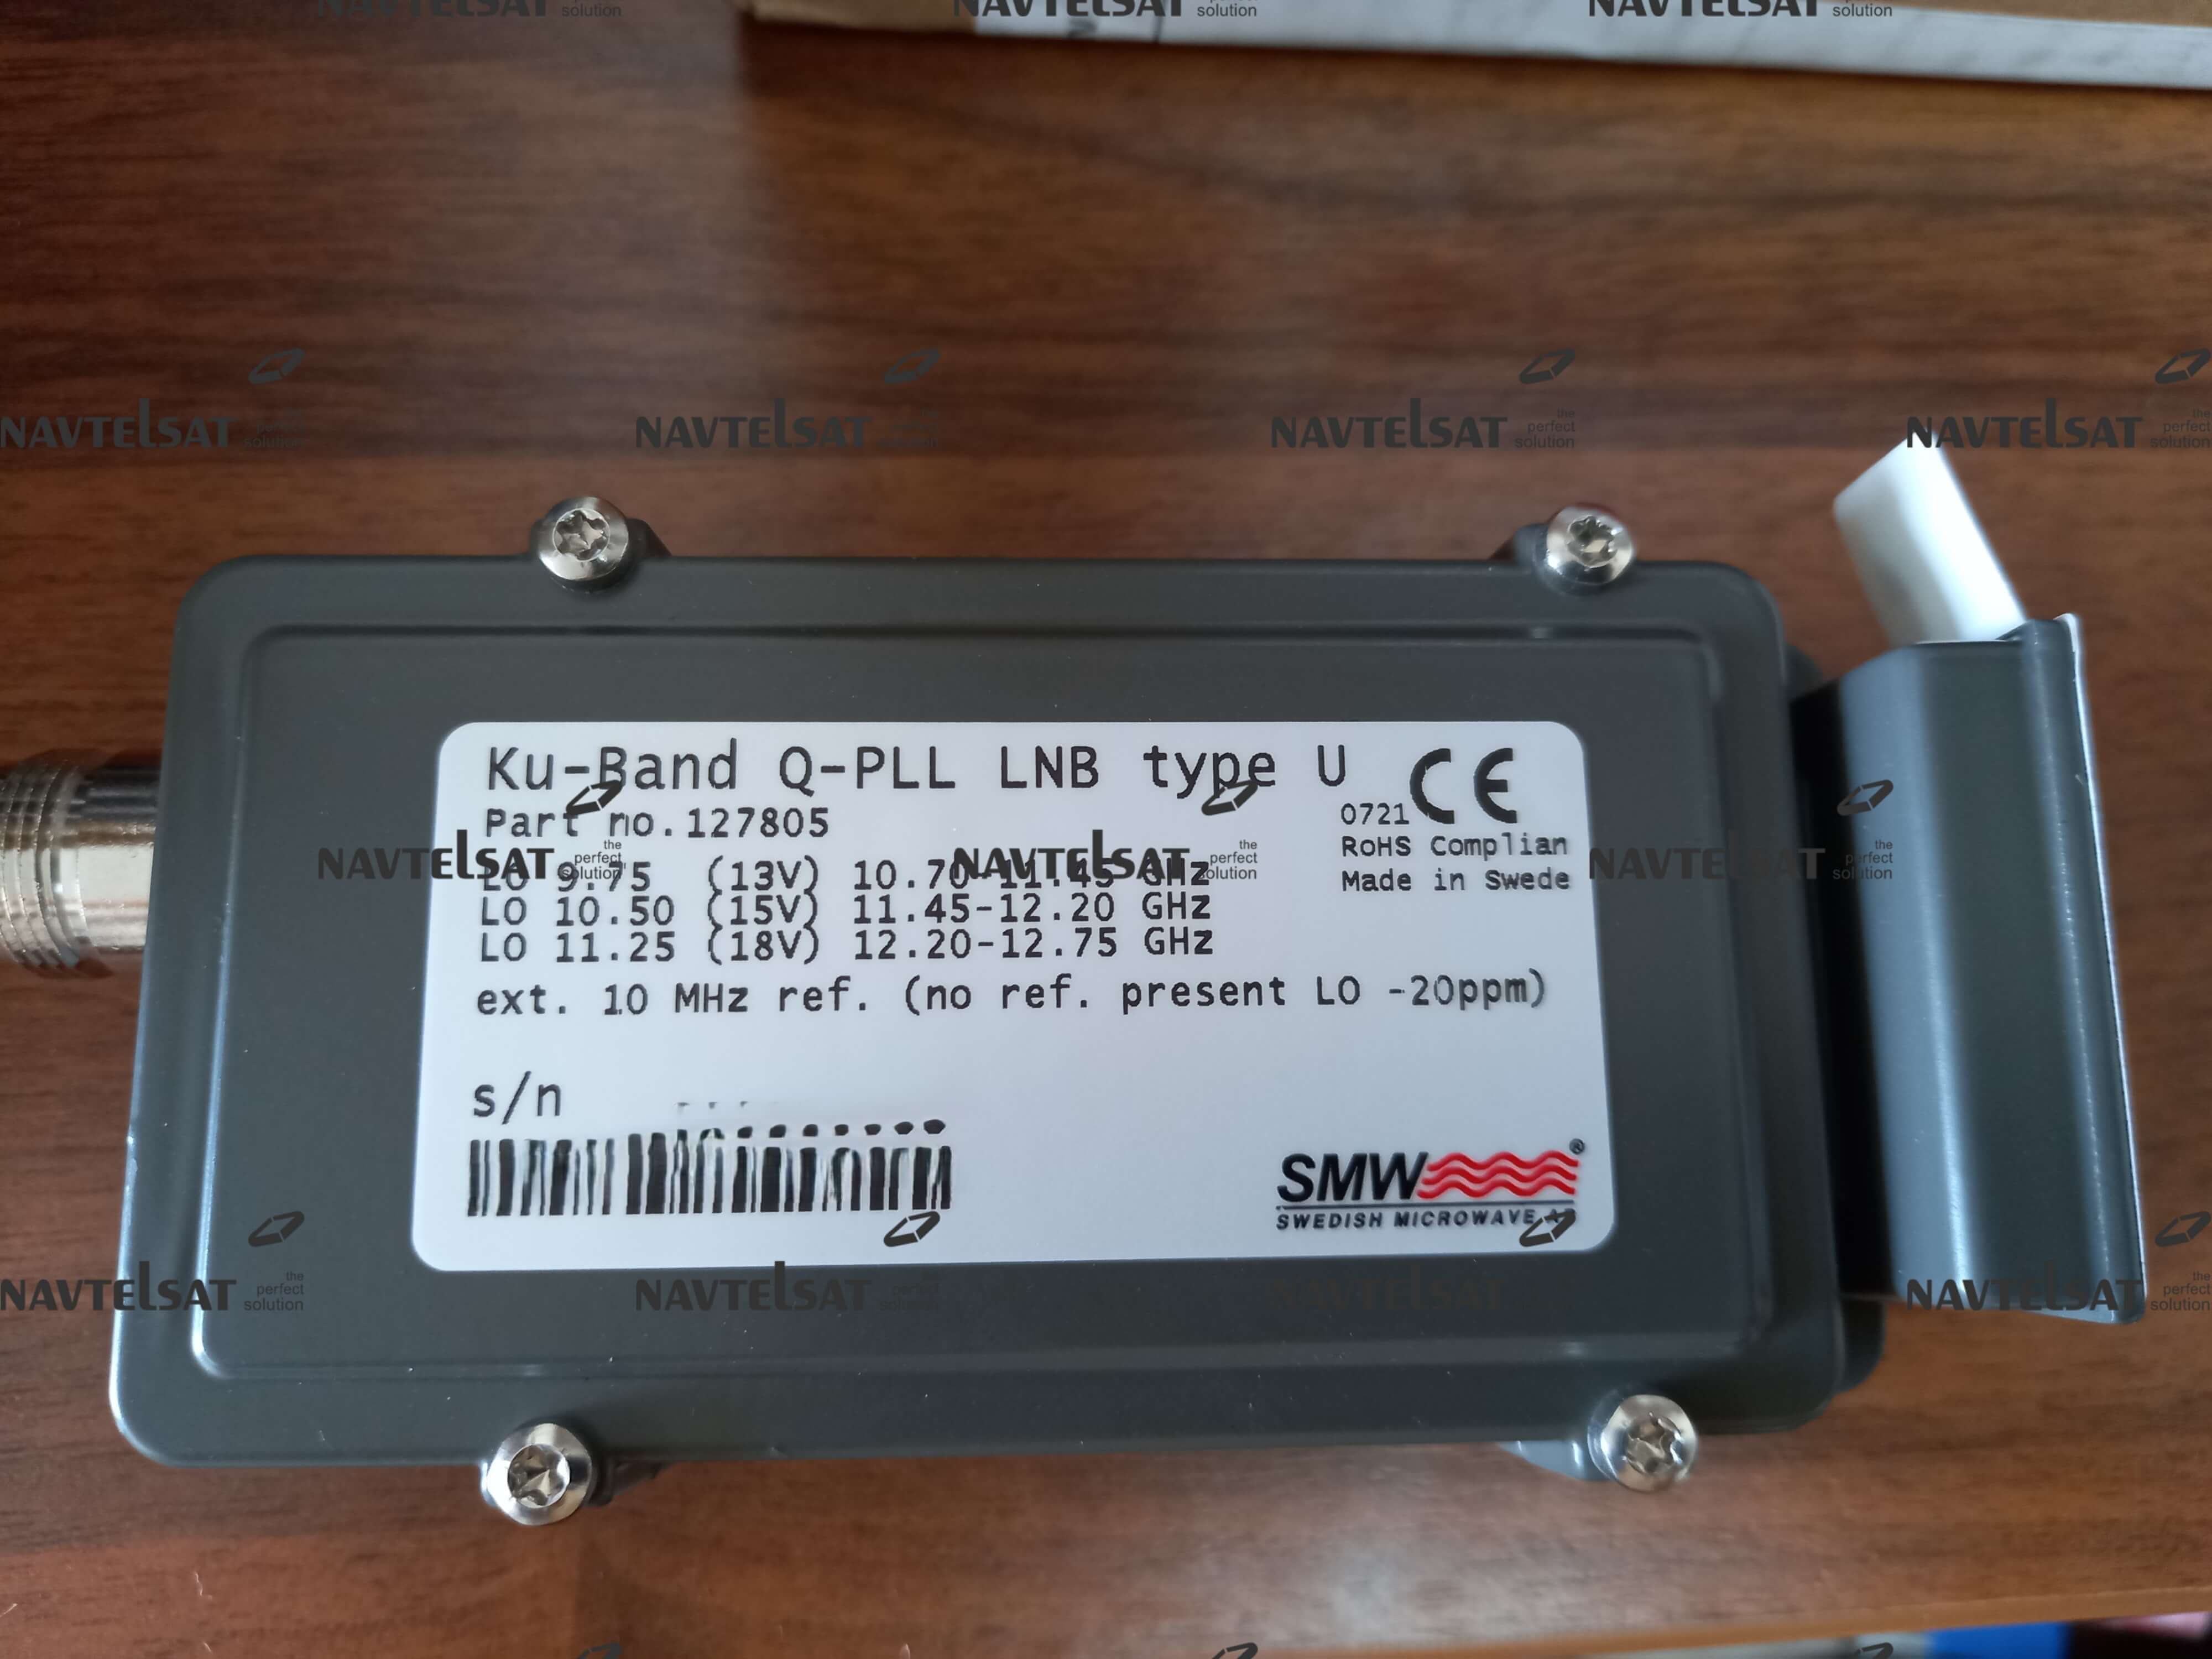 Ku-Band Q-PLL LNB type U
CE
Part no.127805
0721
RoHS Complian
Made in Swede
LO 9.75 (13V) 10.70-11.45 GHz
LO 10.50 (15V) 11.45-12.20 GHz
LO 11.25 (18V) 12.20-12.75 GHz
ext. 10 MHz ref. (no ref. present LO -20ppm)
s/n
SMW®
SWEDISH MICROWAVE AB
NAVTELSAT the perfect solution